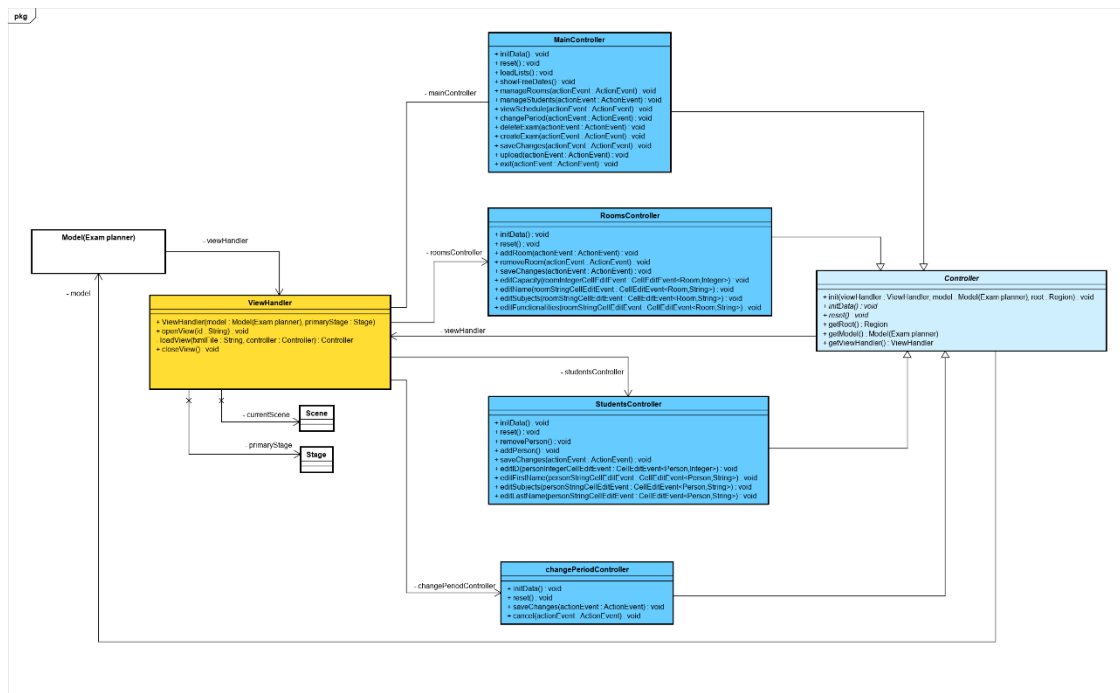 pkg
MainController
+ initData() : void
+ reset() : void
+ loadLists() : void
+ showFreeDates() : void
+ manageRooms(actionEvent : ActionEvent) : void
+ manageStudents(actionEvent : ActionEvent) : void
+ viewSchedule(actionEvent : ActionEvent) : void
+ changePeriod(actionEvent : ActionEvent) : void
+ deleteExam(actionEvent : ActionEvent) : void
+ createExam(actionEvent : ActionEvent) : void
+ saveChanges(actionEvent : ActionEvent) : void
+ upload(actionEvent : ActionEvent) : void
+ exit(actionEvent : ActionEvent) : void
- mainController
Model(Exam planner)
- viewHandler
- model
- roomsController
RoomsController
+ initData() : void
+ reset() : void
+ addRoom(actionEvent : ActionEvent) : void
+ removeRoom(actionEvent : ActionEvent) : void
+ saveChanges(actionEvent : ActionEvent) : void
+ editCapacity(roomIntegerCellEditEvent : CellEditEvent<Room,Integer>) : void
+ editName(roomStringCellEditEvent : CellEditEvent<Room,String>) : void
+ editSubjects(roomStringCellEditEvent : CellEditEvent<Room,String>) : void
+ editFunctionalities(roomStringCellEditEvent : CellEditEvent<Room,String>) : void
Controller
+ init(viewHandler : ViewHandler, model : Model(Exam planner), root : Region) : void
+ initData() : void
+ reset() : void
+ getRoot() : Region
+ getModel() : Model(Exam planner)
+ getViewHandler() : ViewHandler
ViewHandler
+ ViewHandler(model : Model(Exam planner), primaryStage : Stage)
+ openView(id : String) : void
loadView(fxmlFile : String, controller : Controller) : Controller
+ closeView() : void
- viewHandler
- studentsController
- currentScene
Scene
- primaryStage
Stage
StudentsController
+ initData() : void
+ reset() : void
+ removePerson() : void
+ addPerson() : void
+ saveChanges(actionEvent : ActionEvent) : void
+ editID(personIntegerCellEditEvent : CellEditEvent<Person,Integer>) : void
+ editFirstName(personStringCellEditEvent : CellEditEvent<Person,String>) : void
+ editSubjects(personStringCellEditEvent : CellEditEvent<Person,String>) : void
+ editLastName(personStringCellEditEvent : CellEditEvent<Person,String>) : void
- changePeriodController
changePeriodController
+ initData() : void
+ reset() : void
+ saveChanges(actionEvent : ActionEvent) : void
+ cancel(actionEvent : ActionEvent) : void